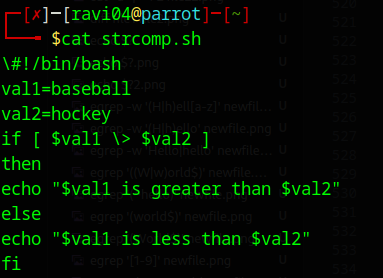 ┌─[✗]─[ravi04@parrot]─[~]
└──╼ $cat strcomp.sh
\#!/bin/bash
val1=baseball
val2=hockey
if [ $val1 \> $val2 ]
then
echo "$val1 is greater than $val2"
else
echo "$val1 is less than $val2"
fi